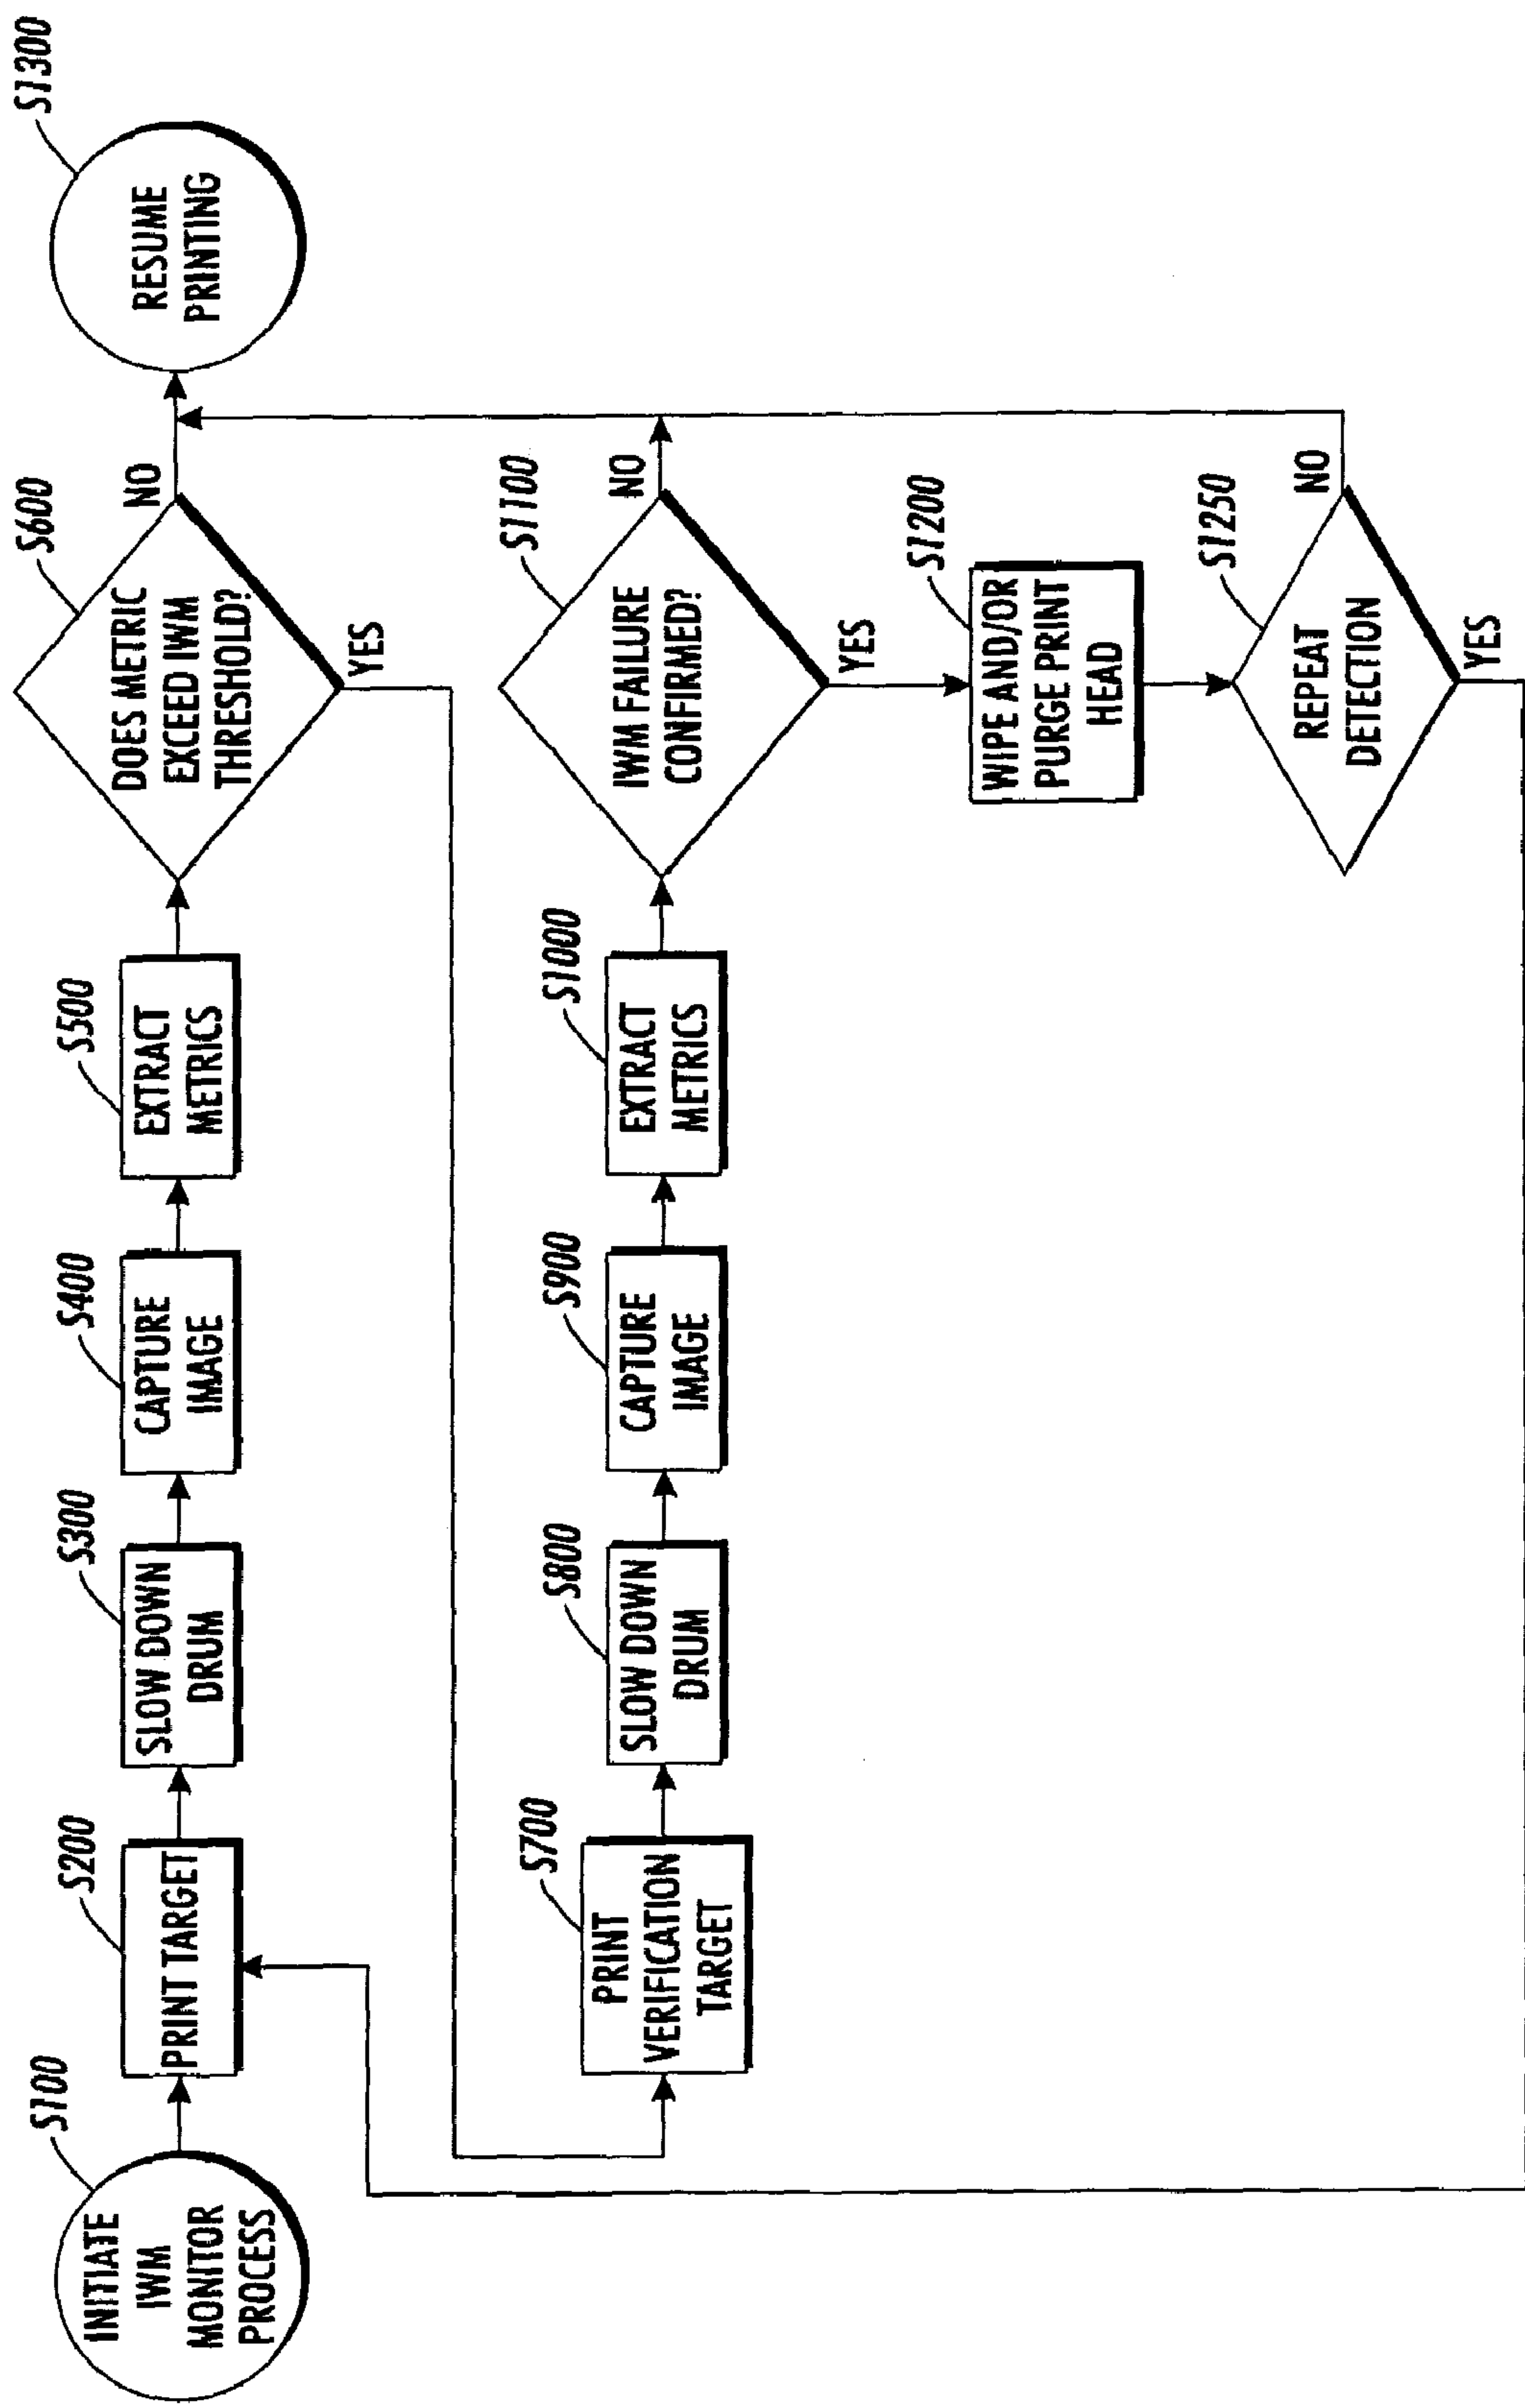 S100
INITIATE
IWM
MONITOR
PROCESS
S200
PRINT TARGET
S300
SLOW DOWN
DRUM
S400
CAPTURE
IMAGE
S500
EXTRACT
METRICS
S600
DOES METRIC
EXCEED IWM
THRESHOLD?
NO
YES
S1300
RESUME
PRINTING
S700
PRINT
VERIFICATION
TARGET
S800
SLOW DOWN
DRUM
S900
CAPTURE
IMAGE
S1000
EXTRACT
METRICS
S1100
IWM FAILURE
CONFIRMED?
NO
YES
S1200
WIPE AND/OR
PURGE PRINT
HEAD
S1250
REPEAT
DETECTION
NO
YES